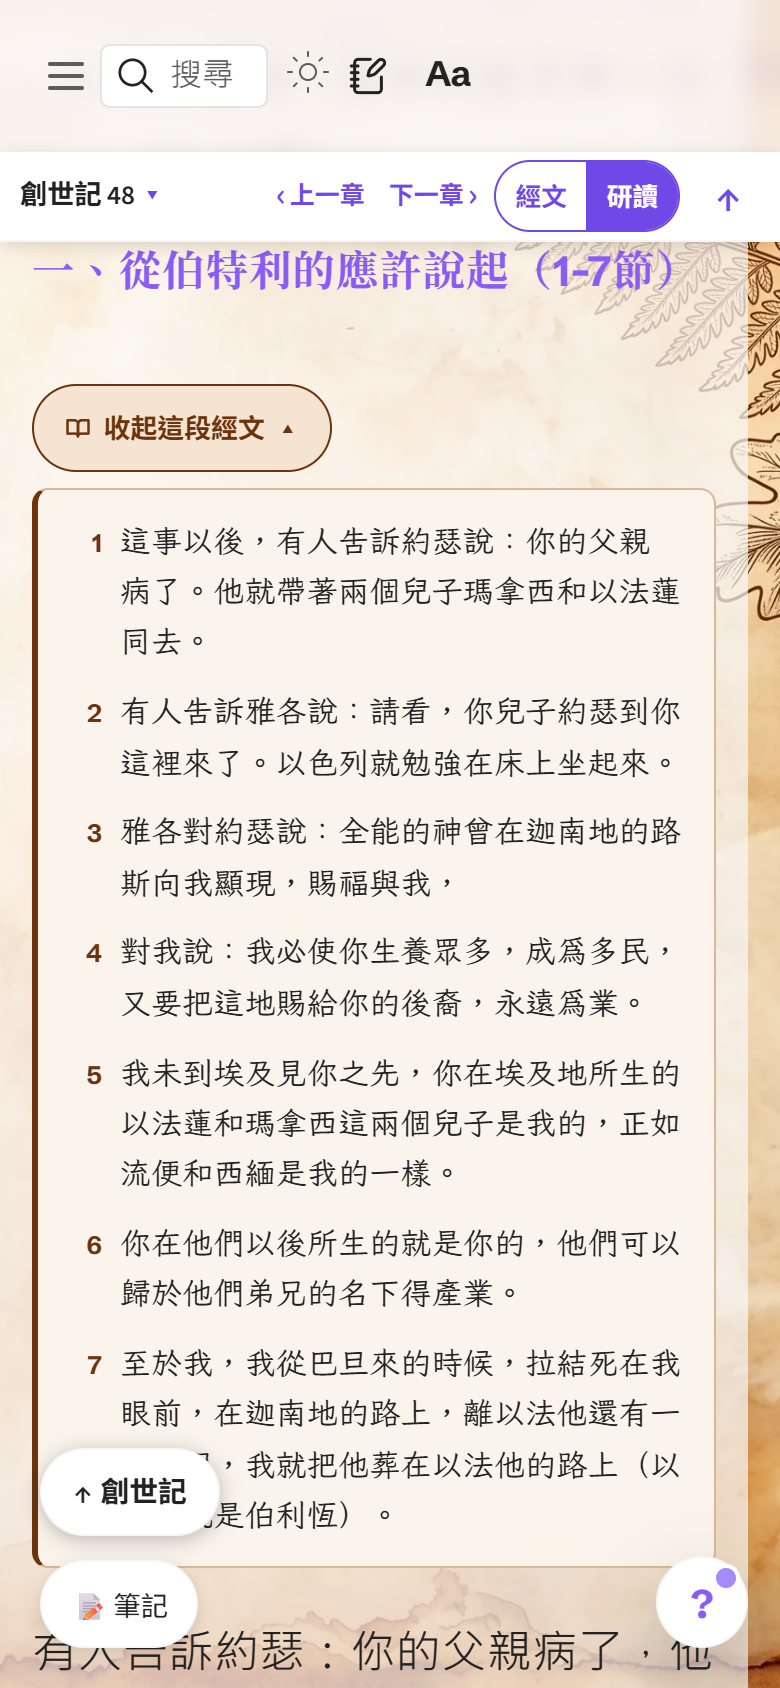 搜尋
Aa
創世記 48 ▼
‹ 上一章 下一章 › 經文 研讀 ↑
一、從伯特利的應許說起（1-7節）
收起這段經文 ▲
1 這事以後，有人告訴約瑟說：你的父親
病了。他就帶著兩個兒子瑪拿西和以法蓮
同去。
2 有人告訴雅各說：請看，你兒子約瑟到你
這裡來了。以色列就勉強在床上坐起來。
3 雅各對約瑟說：全能的神曾在迦南地的路
斯向我顯現，賜福與我，
4 對我說：我必使你生養眾多，成爲多民，
又要把這地賜給你的後裔，永遠爲業。
5 我未到埃及見你之先，你在埃及地所生的
以法蓮和瑪拿西這兩個兒子是我的，正如
流便和西緬是我的一樣。
6 你在他們以後所生的就是你的，他們可以
歸於他們弟兄的名下得產業。
7 至於我，我從巴旦來的時候，拉結死在我
眼前，在迦南地的路上，離以法他還有一
，我就把他葬在以法他的路上（以
是伯利恆）。
↑ 創世記
筆記
?
有人告訴約瑟：你的父親病了，他